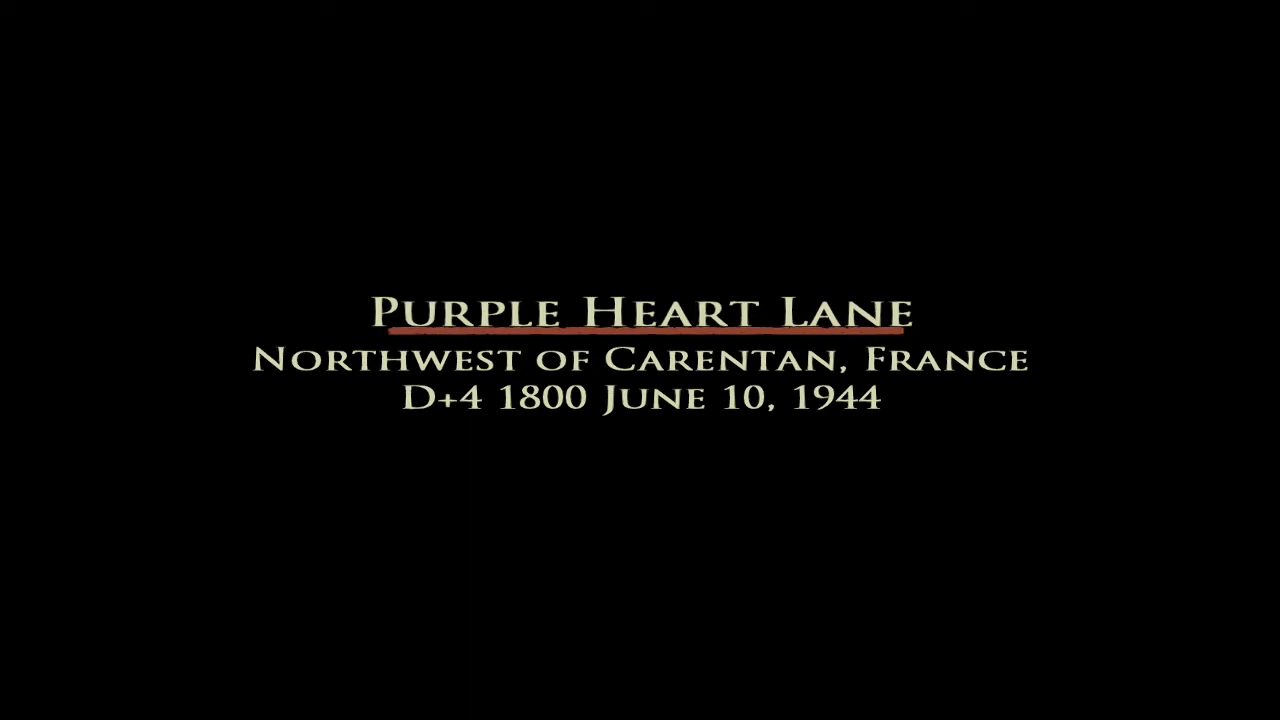 Purple Heart Lane
Northwest of Carentan, France
D+4 1800 June 10, 1944